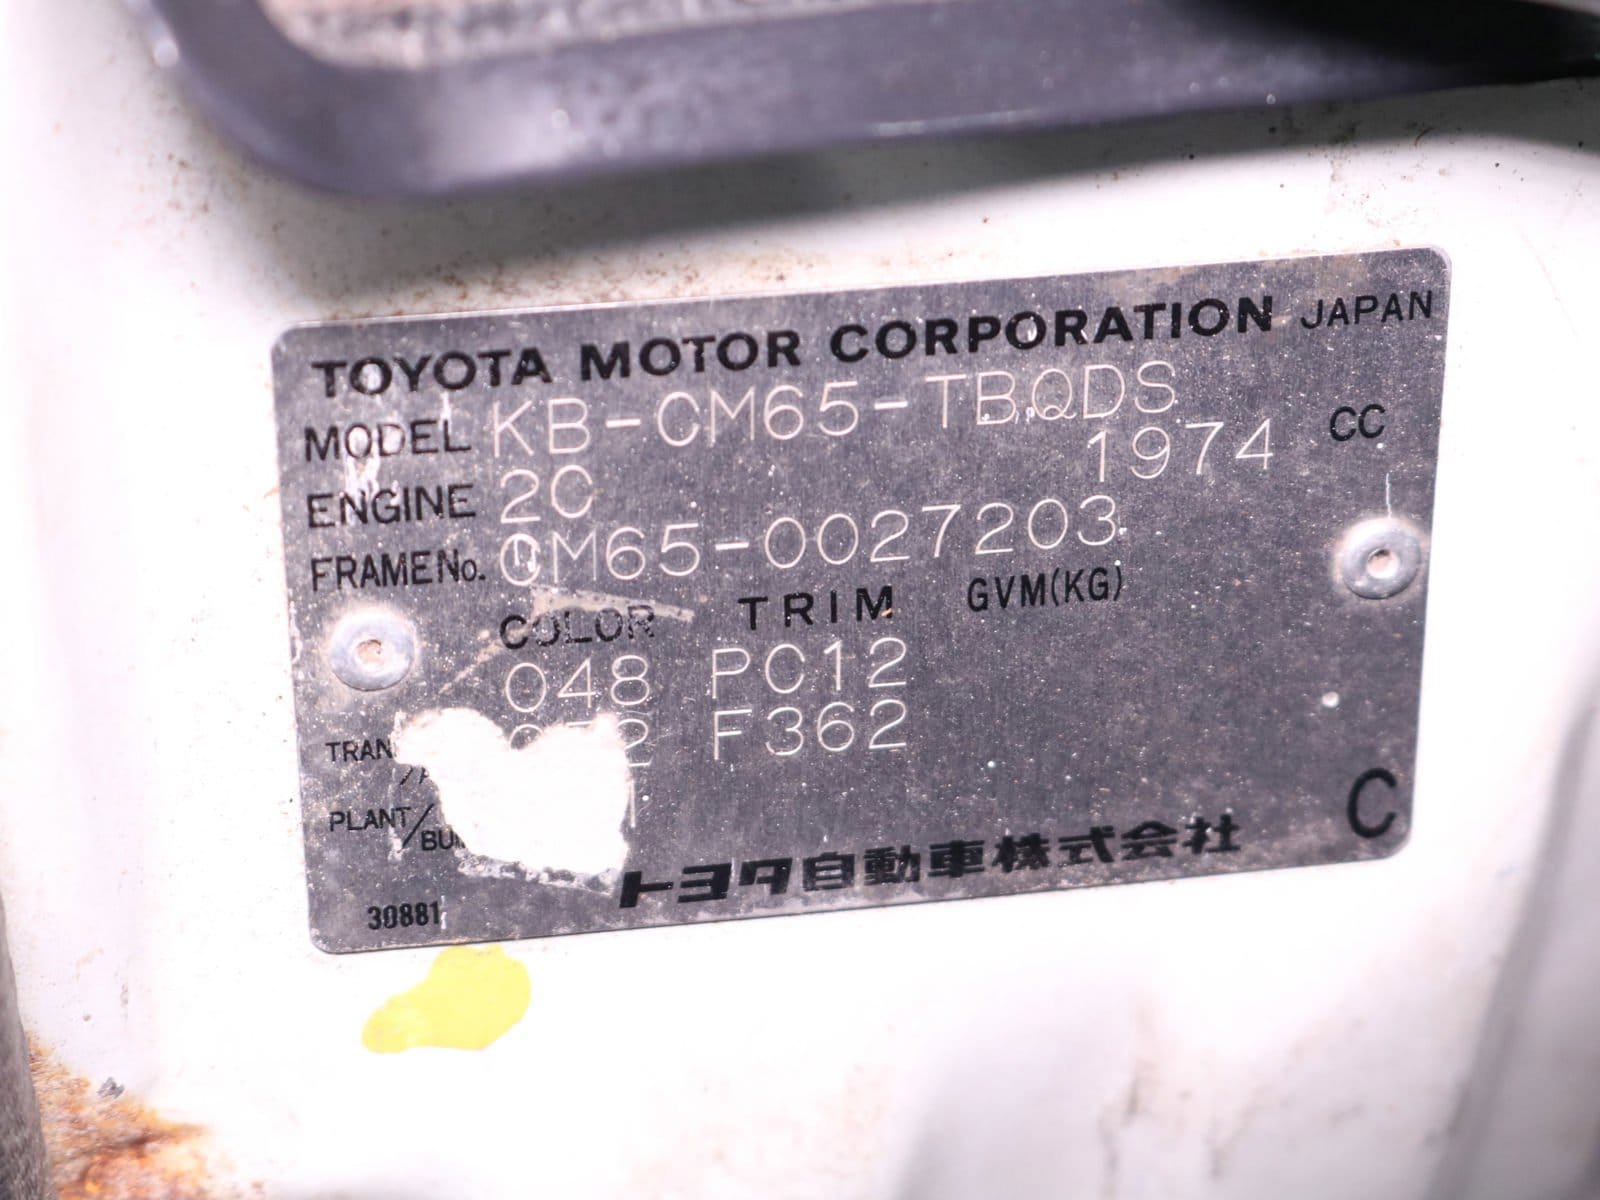 TOYOTA MOTOR CORPORATION JAPAN
MODEL KB-CM65-TBQDS
ENGINE 2C 1974 CC
FRAME No. CM65-0027203
COLOR TRIM GVM(KG)
048 PC12
F362
PLANT/
トヨタ自動車株式会社 C
30881